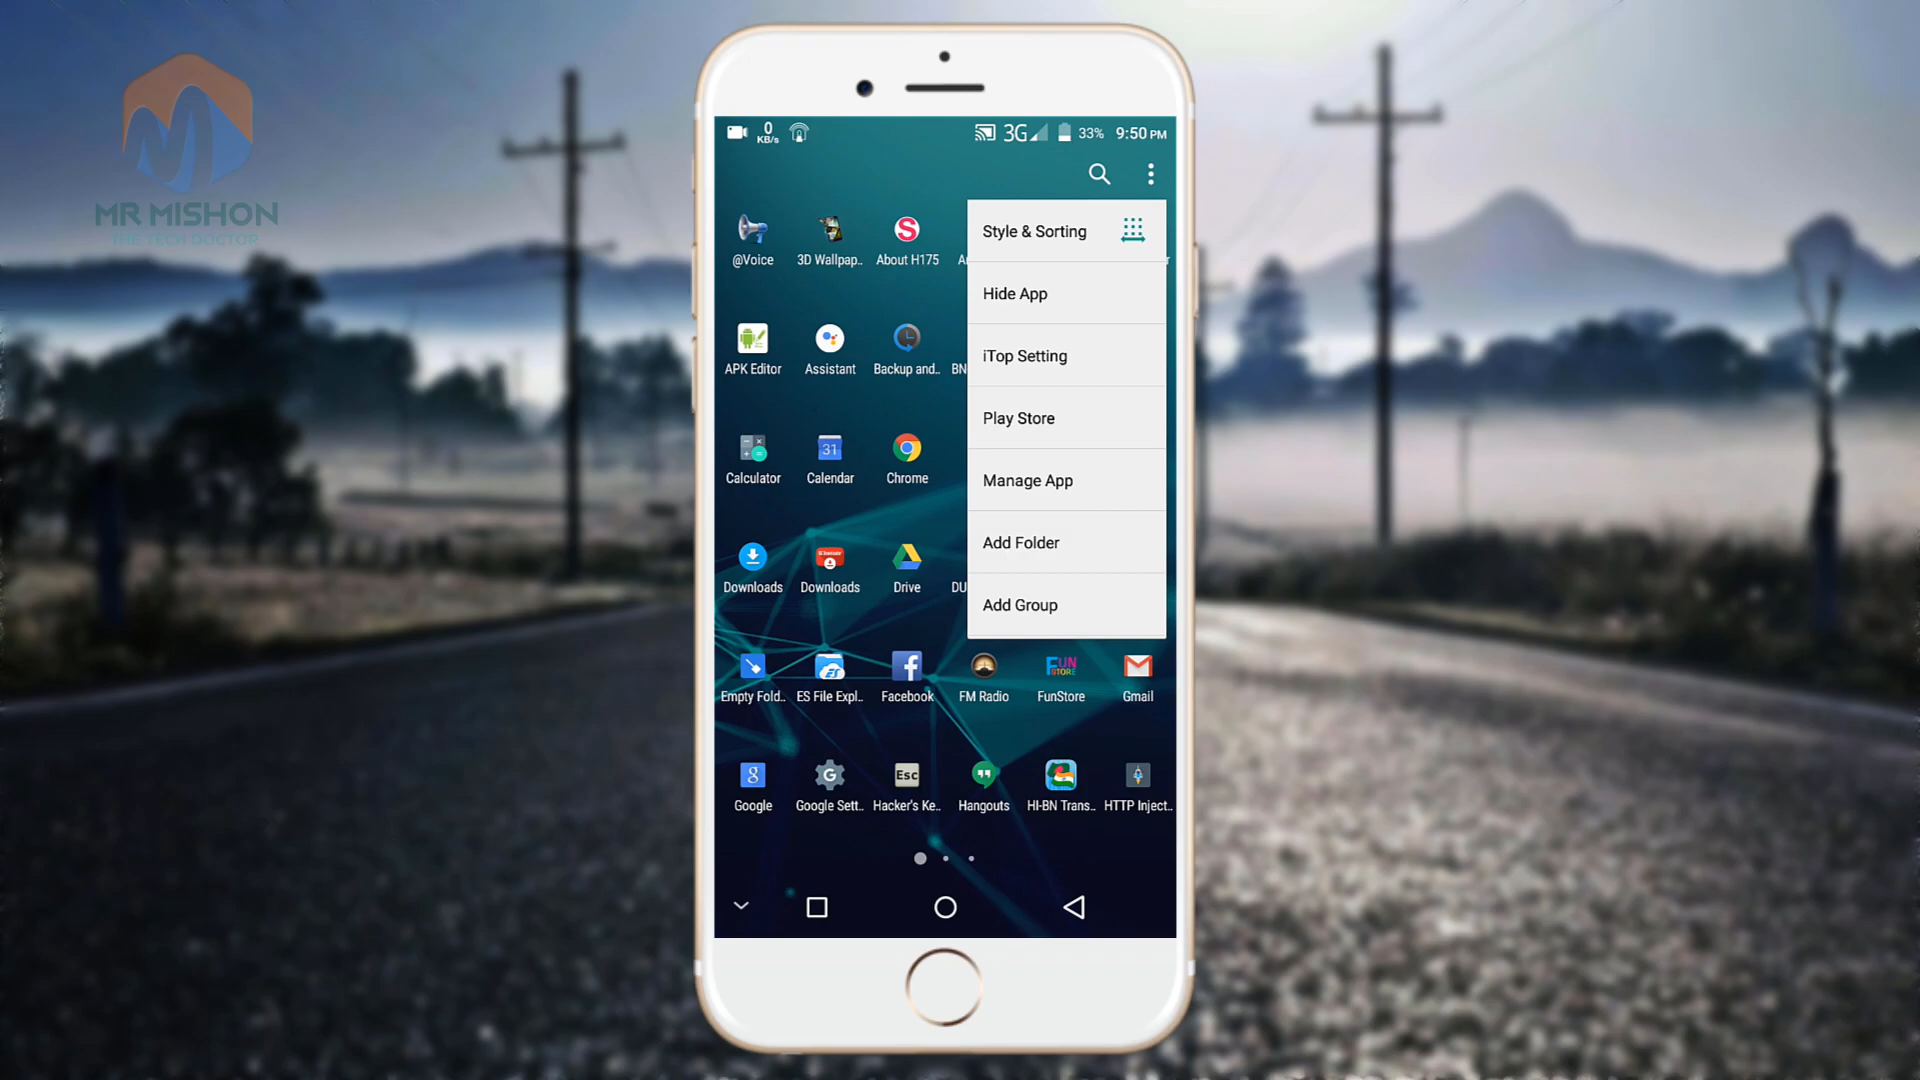 MR MISHON
THE TECH DOCTOR
0
KB/s
3G
33%
9:50 PM
Style & Sorting
Hide App
iTop Setting
Play Store
Manage App
Add Folder
Add Group
@Voice
3D Wallpap..
About H175
APK Editor
Assistant
Backup and..
BN
Calculator
Calendar
31
Chrome
Downloads
Downloads
Drive
DU
Empty Fold..
ES
ES File Expl..
Facebook
FM Radio
FUN
STORE
FunStore
Gmail
Google
Google Sett..
Esc
Hacker's Ke..
Hangouts
HI-BN Trans..
HTTP Inject..